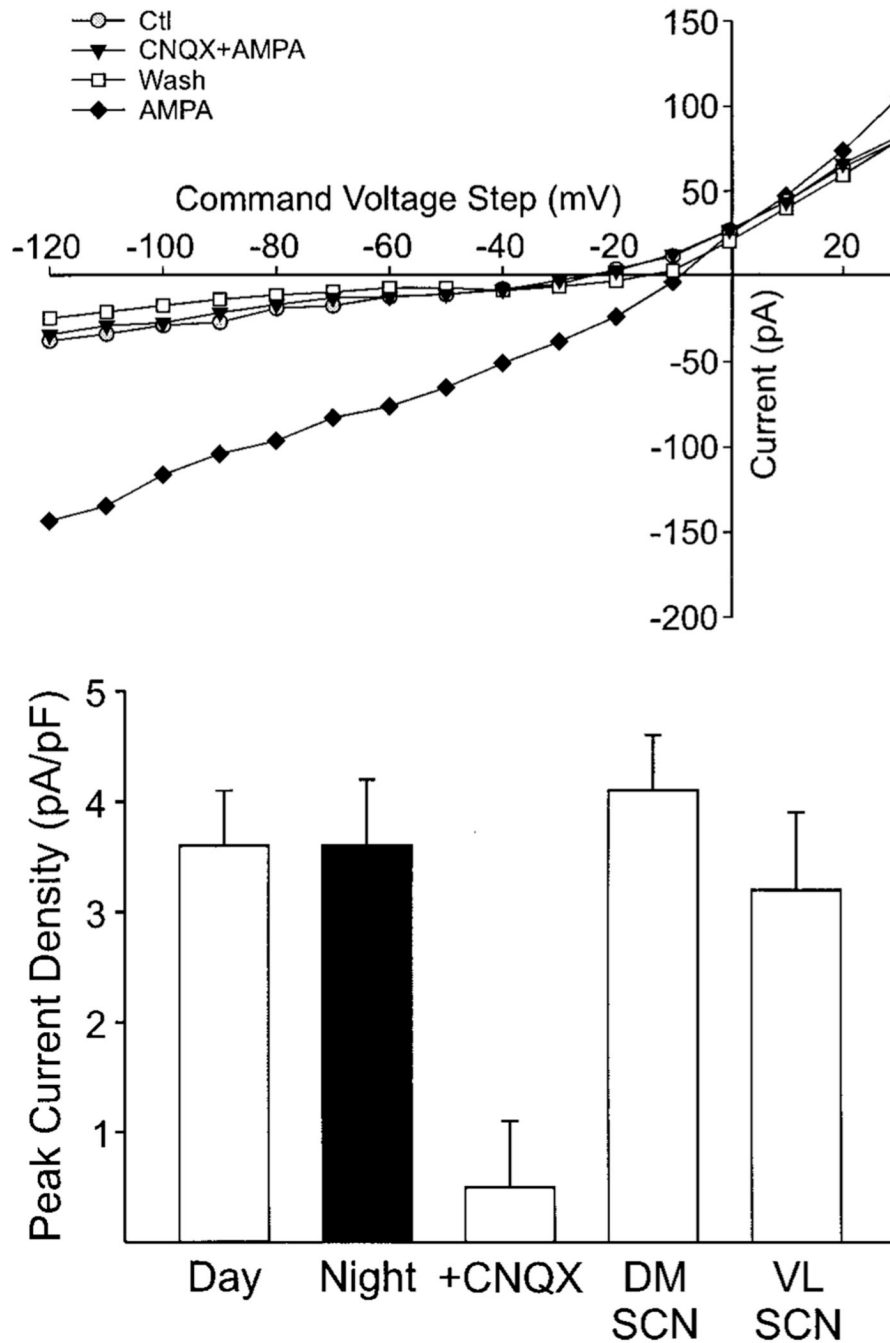 Ctl
CNQX+AMPA
Wash
AMPA
150
100
50
Command Voltage Step (mV)
-120 -100 -80 -60 -40 -20 20
-50
-100
-150
-200
Current (pA)
Peak Current Density (pA/pF)
5
4
3
2
1
Day Night +CNQX DM SCN VL SCN